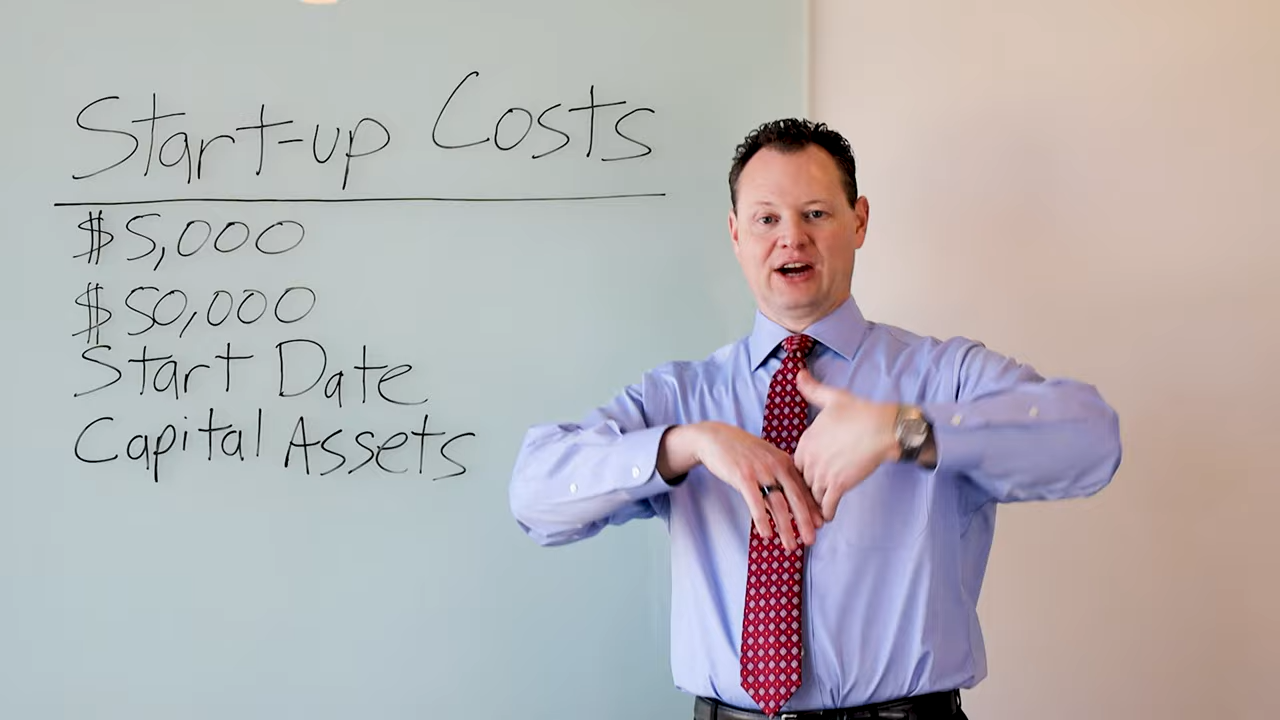 Start-up Costs
$5,000
$50,000
Start Date
Capital Assets